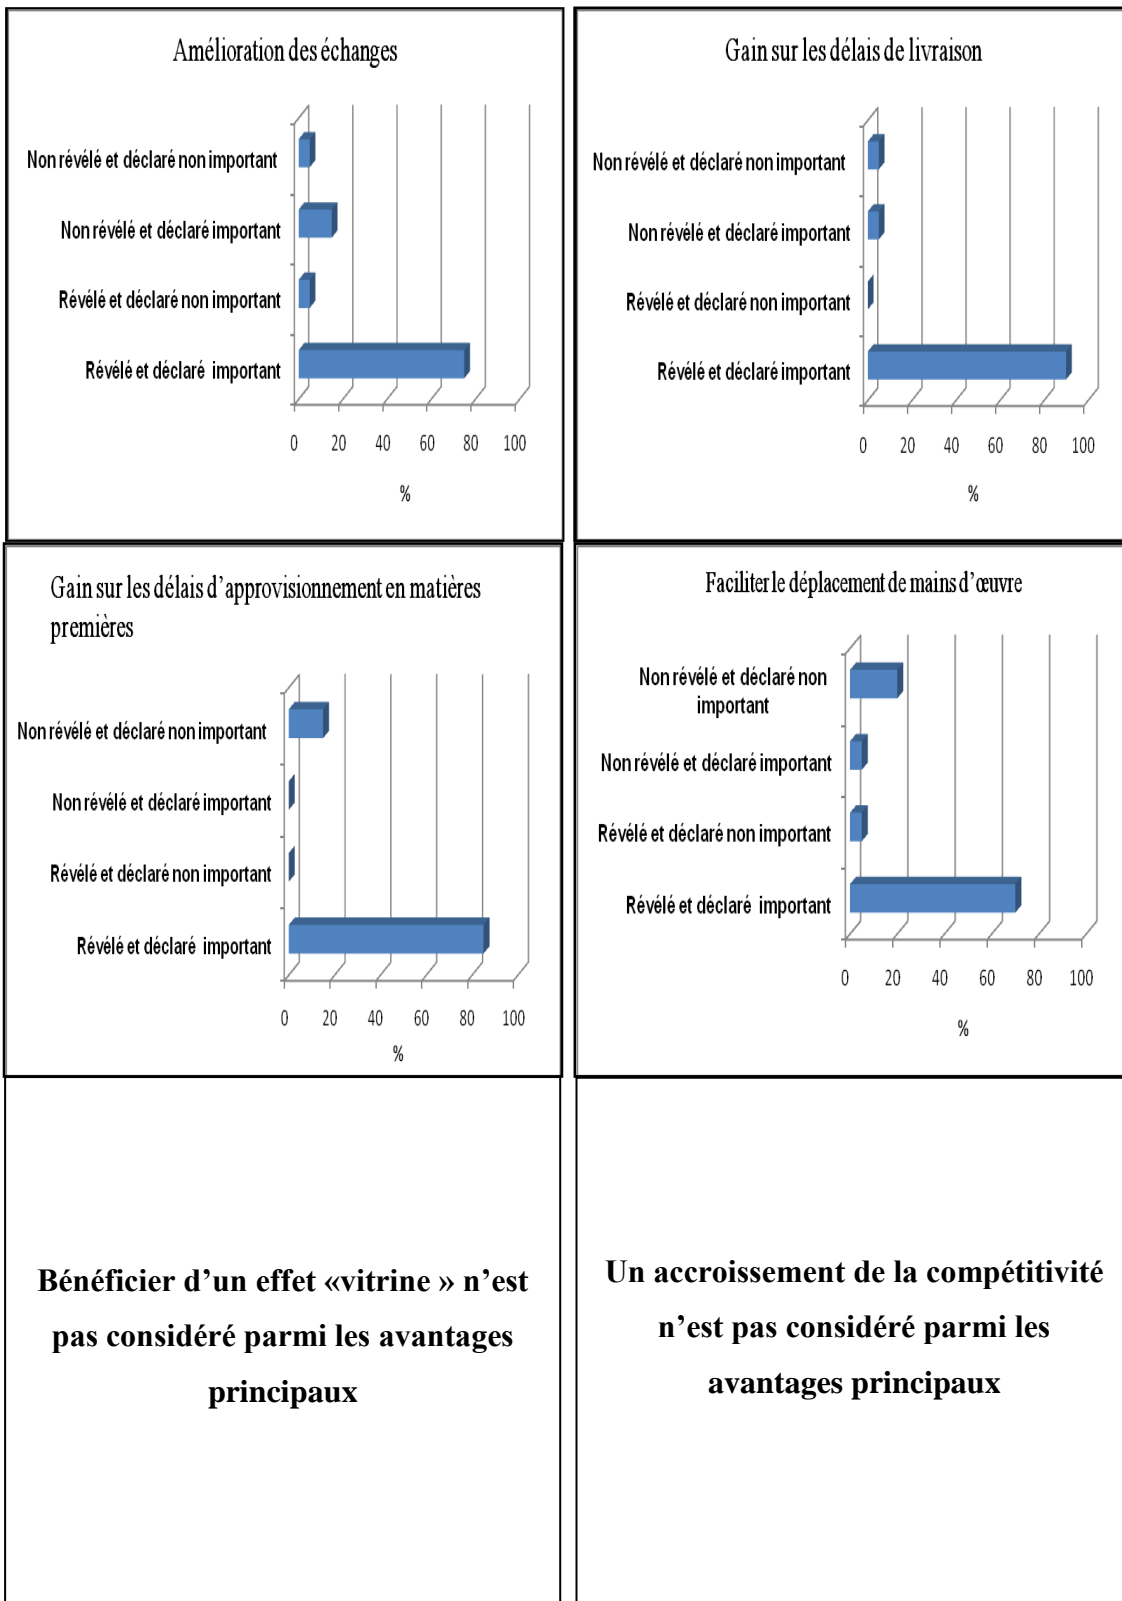 Amélioration des échanges
Non révélé et déclaré non important
Non révélé et déclaré important
Révélé et déclaré non important
Révélé et déclaré important
0 20 40 60 80 100
%
Gain sur les délais de livraison
Non révélé et déclaré non important
Non révélé et déclaré important
Révélé et déclaré non important
Révélé et déclaré important
0 20 40 60 80 100
%
Gain sur les délais d’approvisionnement en matières
premières
Non révélé et déclaré non important
Non révélé et déclaré important
Révélé et déclaré non important
Révélé et déclaré important
0 20 40 60 80 100
%
Faciliter le déplacement de mains d’œuvre
Non révélé et déclaré non
important
Non révélé et déclaré important
Révélé et déclaré non important
Révélé et déclaré important
0 20 40 60 80 100
%
Bénéficier d’un effet «vitrine » n’est
pas considéré parmi les avantages
principaux
Un accroissement de la compétitivité
n’est pas considéré parmi les
avantages principaux